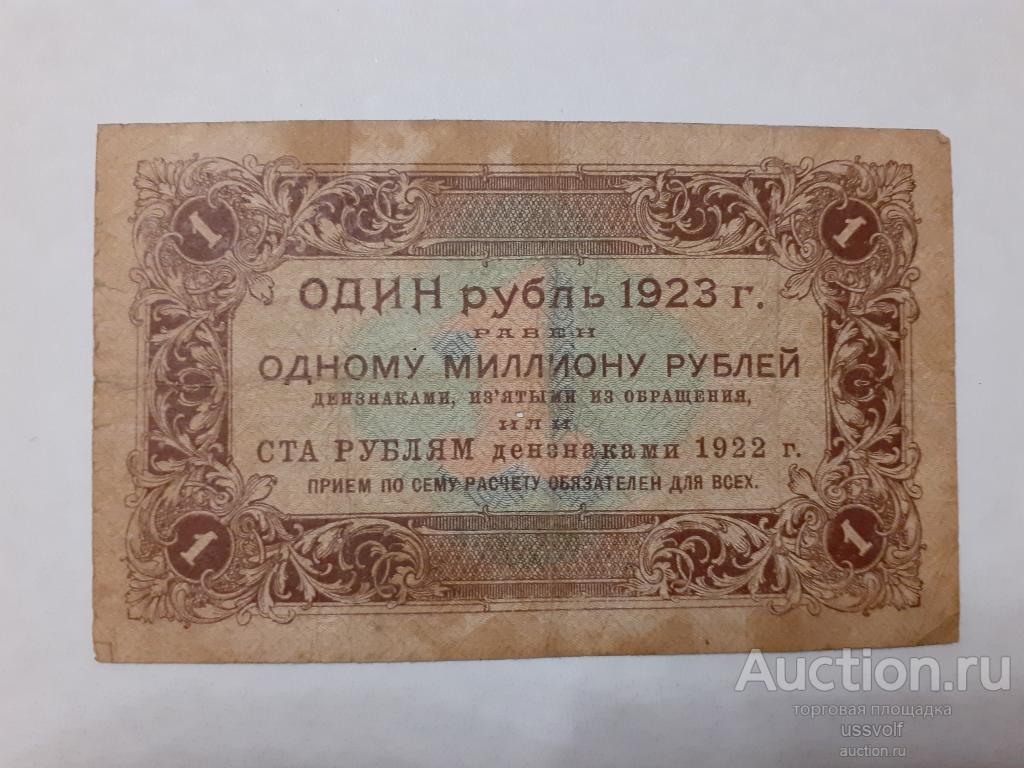 1 1
ОДИН рубль 1923 г.
РАВЕН
ОДНОМУ МИЛЛИОНУ РУБЛЕЙ
ДЕНЗНАКАМИ, ИЗ'ЯТЫМИ ИЗ ОБРАЩЕНИЯ,
ИЛИ
СТА РУБЛЯМ дензнаками 1922 г.
ПРИЕМ ПО СЕМУ РАСЧЕТУ ОБЯЗАТЕЛЕН ДЛЯ ВСЕХ.
1 1
Auction.ru
торговая площадка
ussvolf
auction.ru